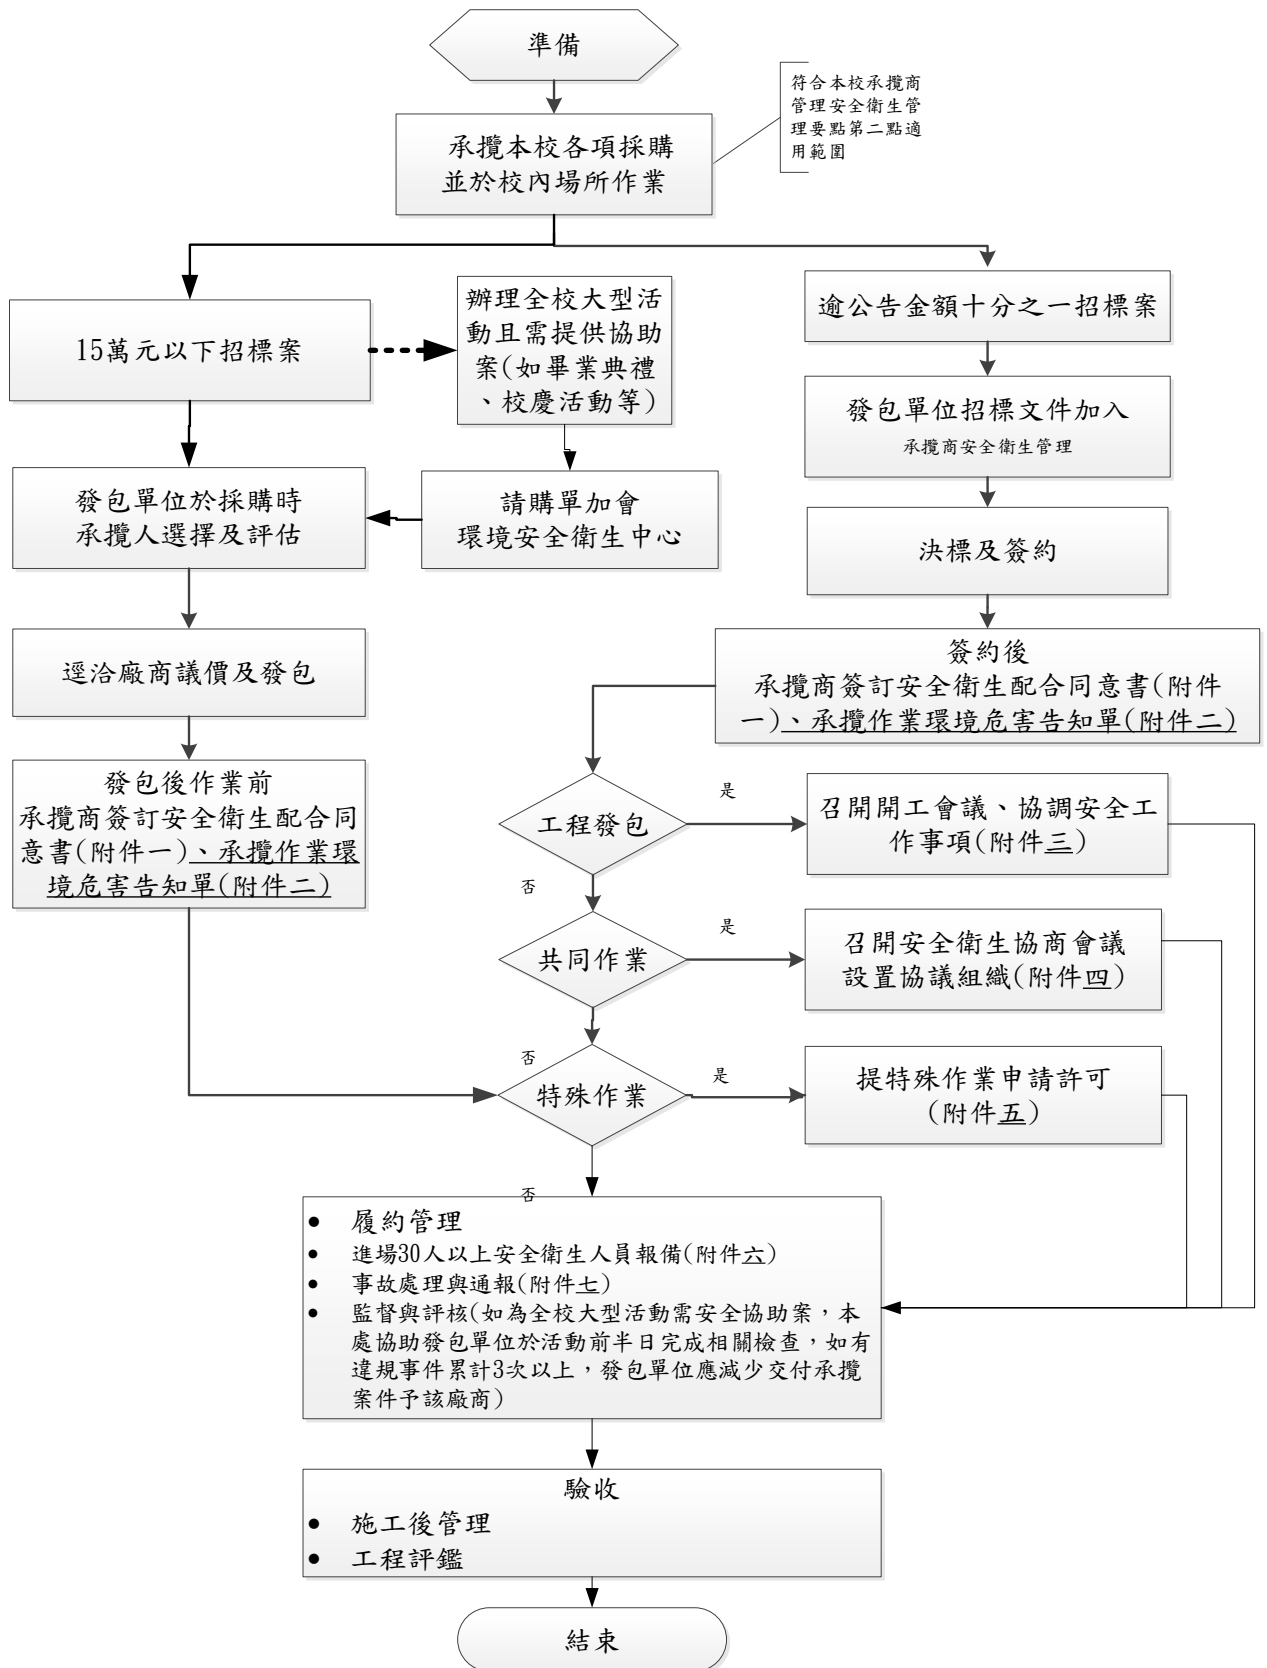 準備
符合本校承攬商
管理安全衛生管
理要點第二點適
用範圍
承攬本校各項採購
並於校內場所作業
15萬元以下招標案
辦理全校大型活
動且需提供協助
案(如畢業典禮
、校慶活動等)
逾公告金額十分之一招標案
發包單位招標文件加入
承攬商安全衛生管理
發包單位於採購時
承攬人選擇及評估
請購單加會
環境安全衛生中心
決標及簽約
逕洽廠商議價及發包
簽約後
承攬商簽訂安全衛生配合同意書(附件
一)、承攬作業環境危害告知單(附件二)
發包後作業前
承攬商簽訂安全衛生配合同
意書(附件一)、承攬作業環
境危害告知單(附件二)
工程發包
是
召開開工會議、協調安全工
作事項(附件三)
否
共同作業
是
召開安全衛生協商會議
設置協議組織(附件四)
否
特殊作業
是
提特殊作業申請許可
(附件五)
否
• 履約管理
• 進場30人以上安全衛生人員報備(附件六)
• 事故處理與通報(附件七)
• 監督與評核(如為全校大型活動需安全協助案，本
處協助發包單位於活動前半日完成相關檢查，如有
違規事件累計3次以上，發包單位應減少交付承攬
案件予該廠商)
驗收
• 施工後管理
• 工程評鑑
結束